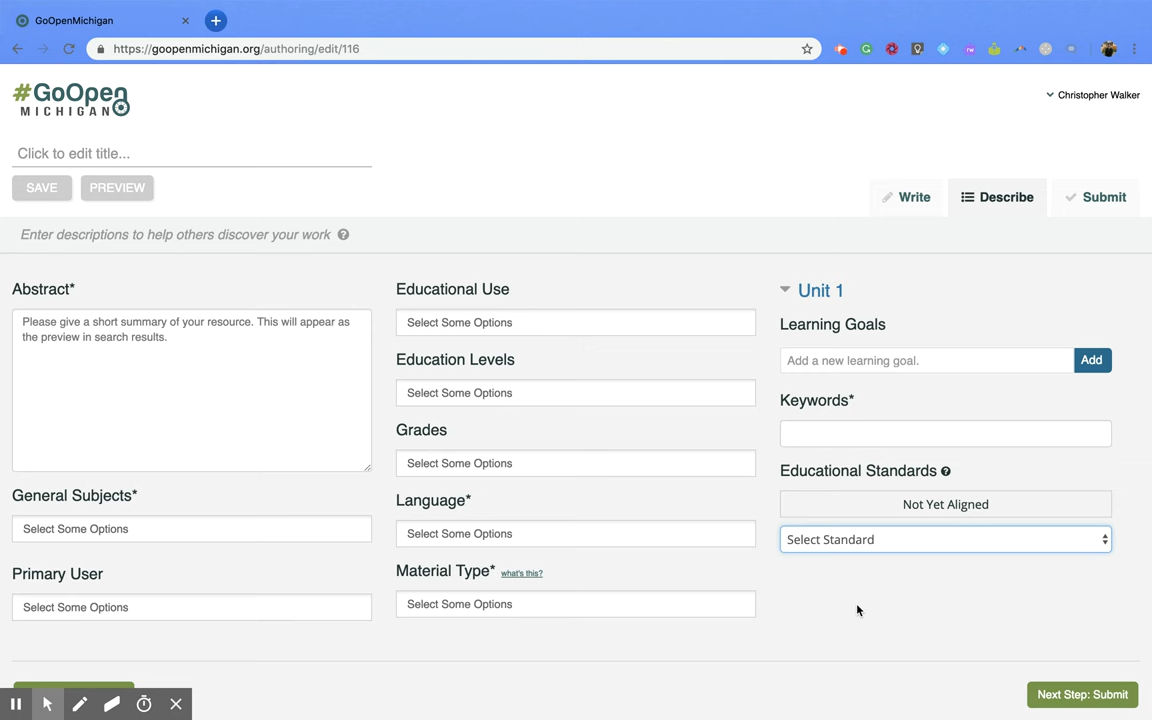 GoOpenMichigan
https://goopenmichigan.org/authoring/edit/116
#GoOpen
MICHIGAN
Christopher Walker
Click to edit title...
SAVE
PREVIEW
Write
Describe
Submit
Enter descriptions to help others discover your work
Abstract*
Please give a short summary of your resource. This will appear as
the preview in search results.
General Subjects*
Select Some Options
Primary User
Select Some Options
Educational Use
Select Some Options
Education Levels
Select Some Options
Grades
Select Some Options
Language*
Select Some Options
Material Type* what's this?
Select Some Options
Unit 1
Learning Goals
Add a new learning goal.
Add
Keywords*
Educational Standards
Not Yet Aligned
Select Standard
Next Step: Submit